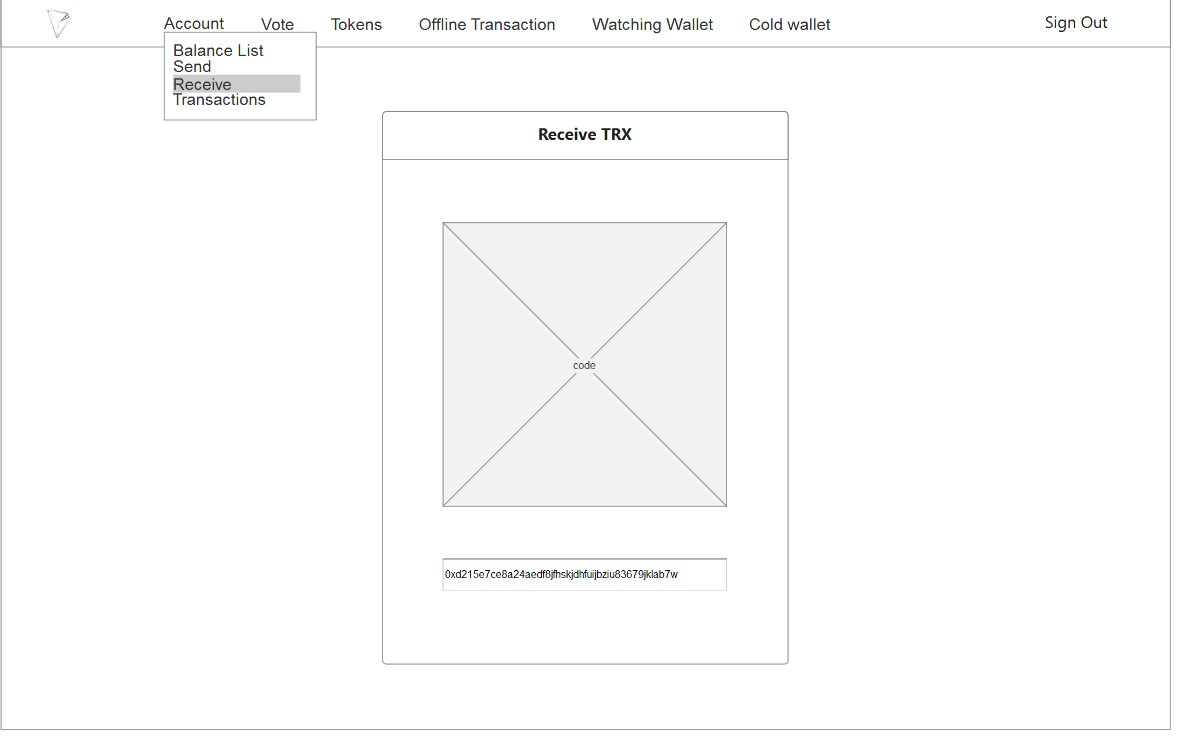 Account Vote Tokens Offline Transaction Watching Wallet Cold wallet Sign Out
Balance List
Send
Receive
Transactions
Receive TRX
code
0xd215e7ce8a24aedf8jfhskjdhfuijbziu83679jklab7w